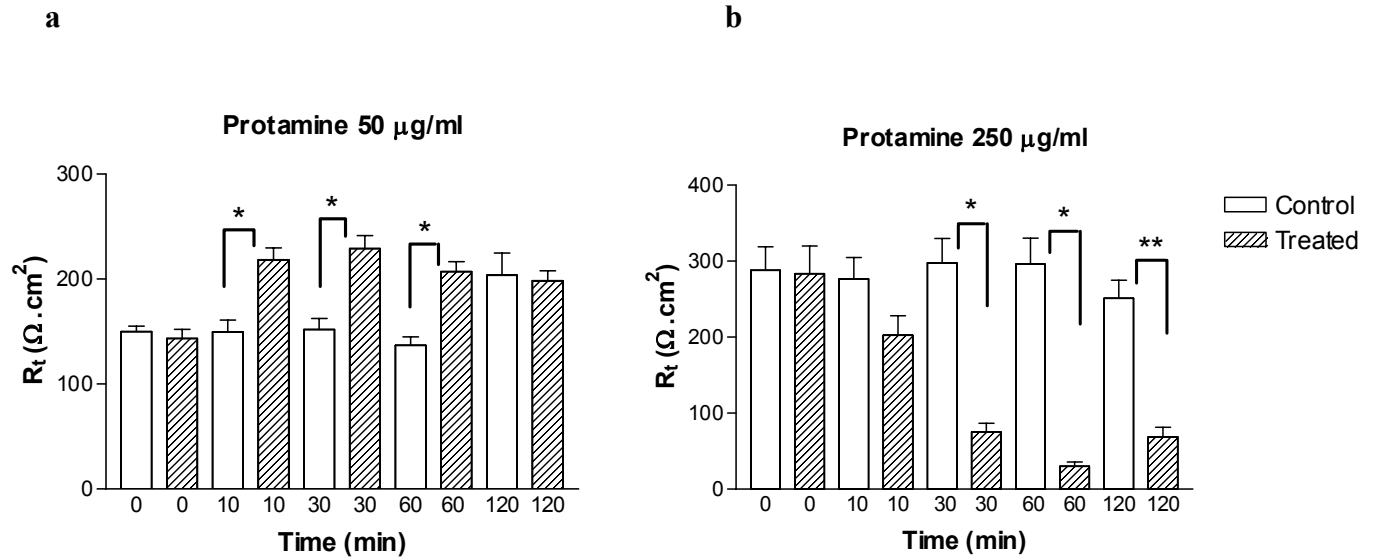 a
b
Protamine 50 μg/ml
Rt (Ω.cm²)
300
200
100
0
*
*
*
0 0 10 10 30 30 60 60 120 120
Time (min)
Protamine 250 μg/ml
Rt (Ω.cm²)
400
300
200
100
0
*
*
**
0 0 10 10 30 30 60 60 120 120
Time (min)
Control
Treated